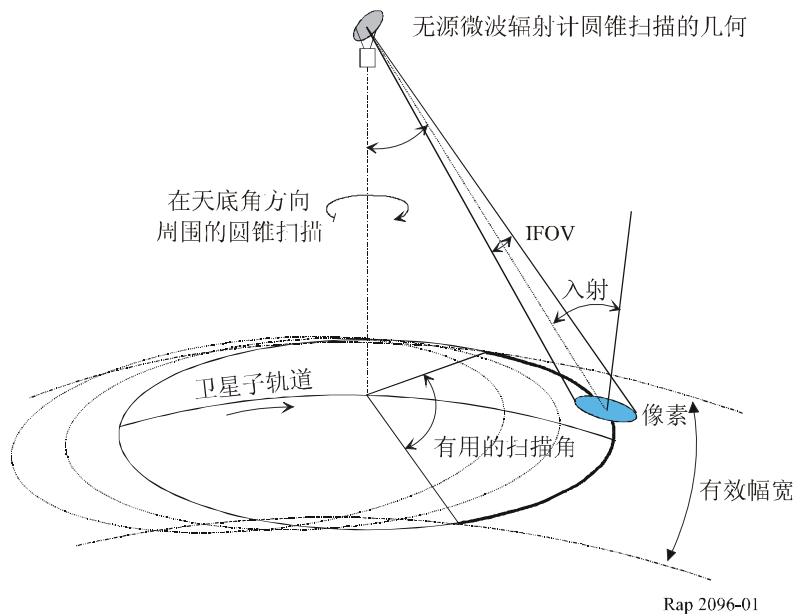 无源微波辐射计圆锥扫描的几何
在天底角方向
周围的圆锥扫描
IFOV
入射
卫星子轨道
像素
有用的扫描角
有效幅宽
Rap 2096-01